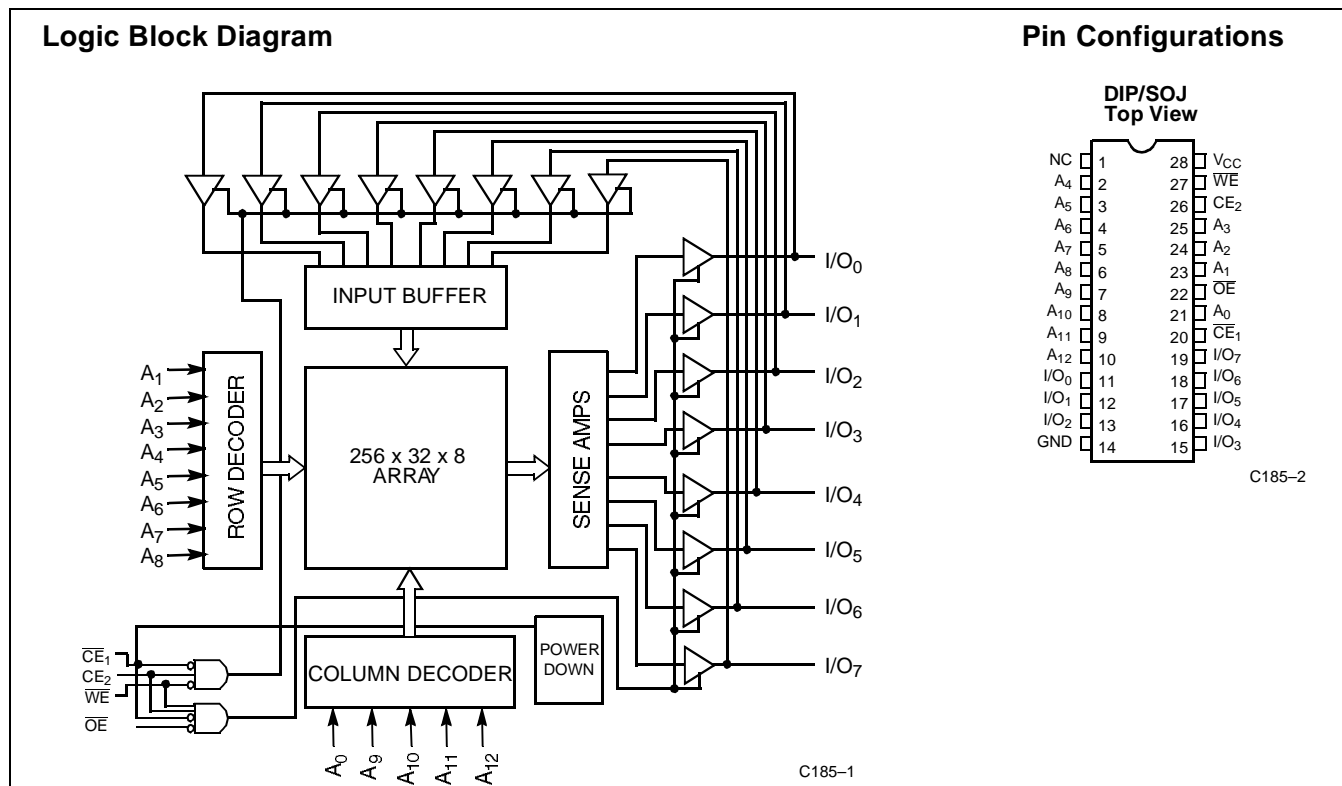 Logic Block Diagram
INPUT BUFFER
A1
A2
A3
A4
A5
A6
A7
A8
ROW DECODER
256 x 32 x 8
ARRAY
SENSE AMPS
I/O0
I/O1
I/O2
I/O3
I/O4
I/O5
I/O6
I/O7
CE1
CE2
WE
OE
COLUMN DECODER
POWER
DOWN
A0
A9
A10
A11
A12
C185–1
Pin Configurations
DIP/SOJ
Top View
NC 1 28 VCC
A4 2 27 WE
A5 3 26 CE2
A6 4 25 A3
A7 5 24 A2
A8 6 23 A1
A9 7 22 OE
A10 8 21 A0
A11 9 20 CE1
A12 10 19 I/O7
I/O0 11 18 I/O6
I/O1 12 17 I/O5
I/O2 13 16 I/O4
GND 14 15 I/O3
C185–2